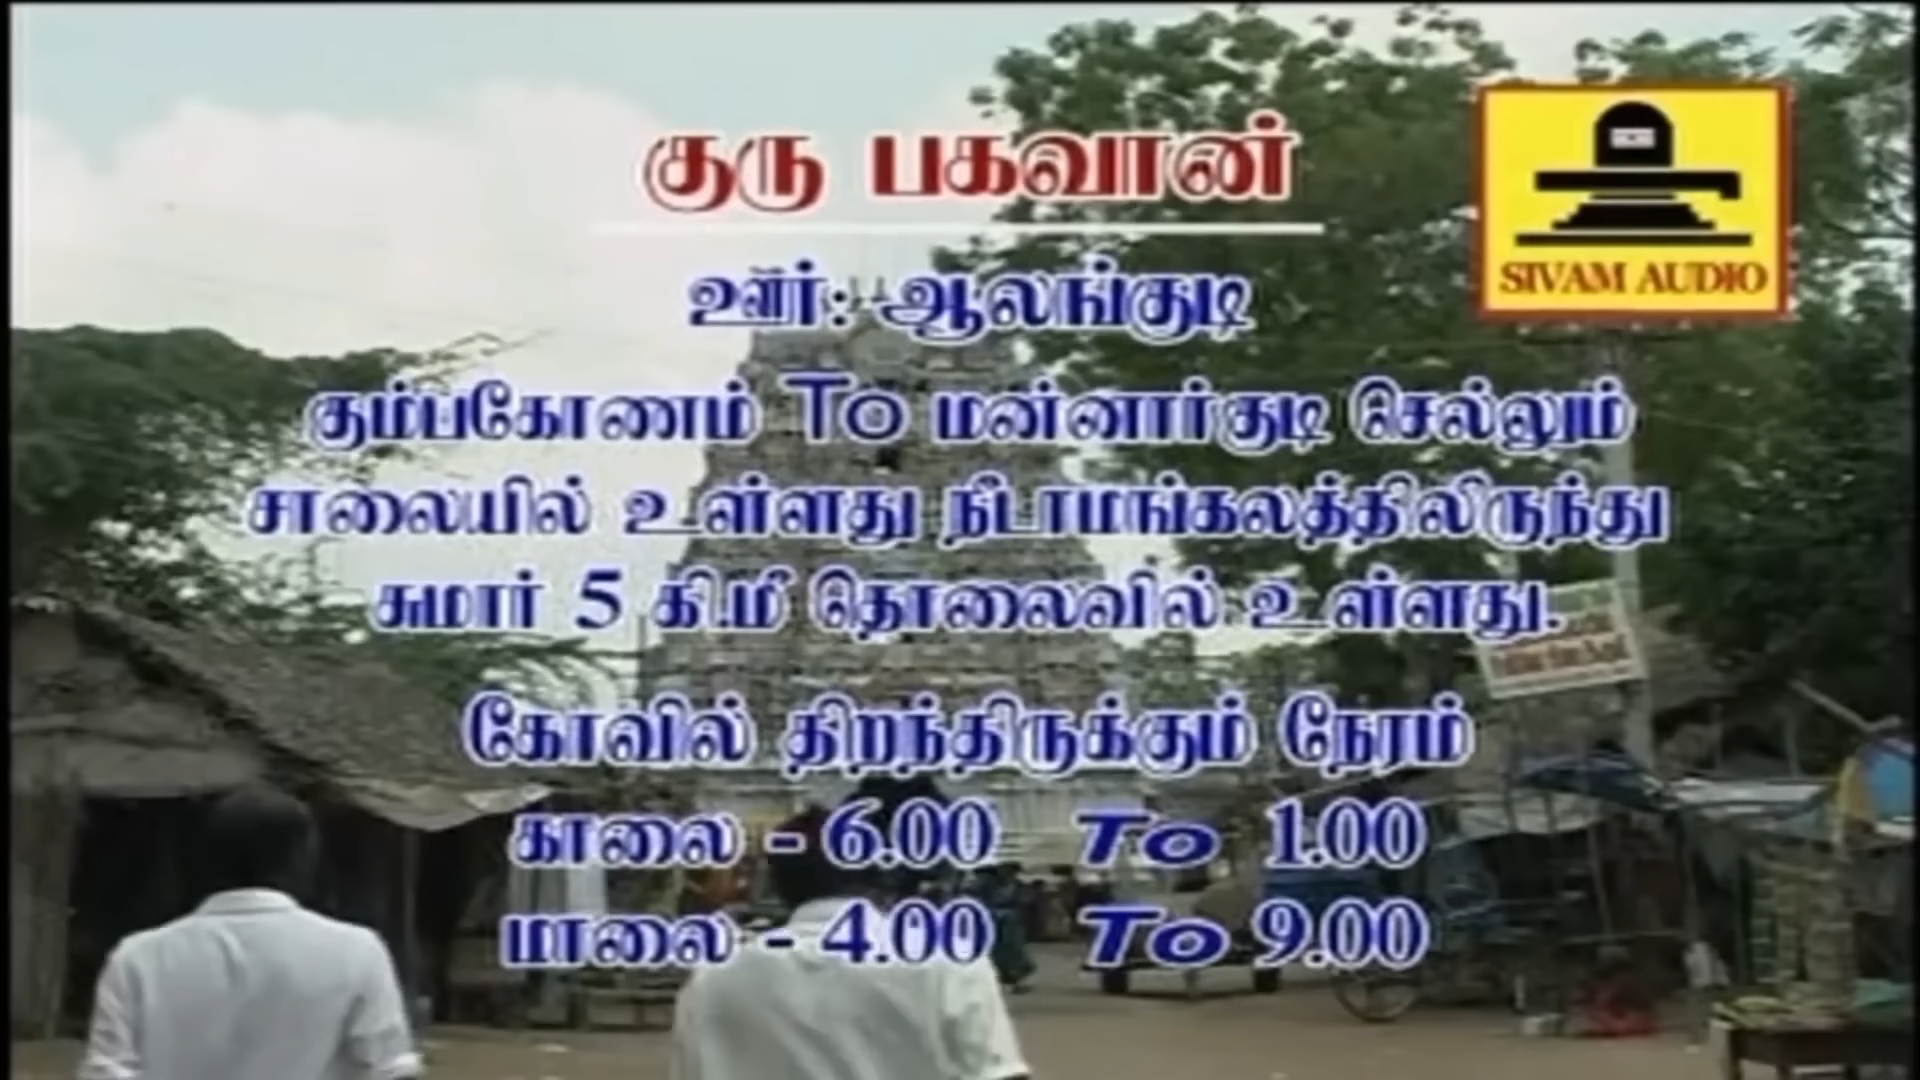 குரு பகவான்
SIVAM AUDIO
ஊர்: ஆலங்குடி
கும்பகோணம் To மன்னார்குடி செல்லும்
சாலையில் உள்ளது நீடாமங்கலத்திலிருந்து
சுமார் 5 கி.மீ தொலைவில் உள்ளது.
கோவில் திறந்திருக்கும் நேரம்
காலை - 6.00 To 1.00
மாலை - 4.00 To 9.00